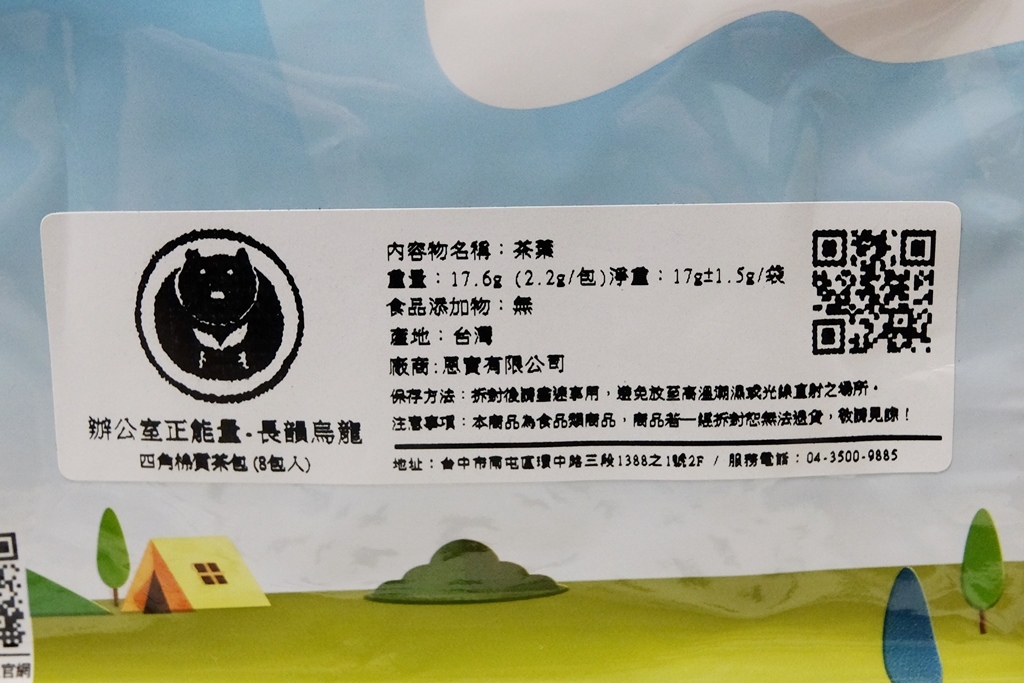 內容物名稱：茶葉
重量：17.6g (2.2g/包)淨重：17g±1.5g/袋
食品添加物：無
產地：台灣
廠商:恩寶有限公司
保存方法：拆封後請盡速享用，避免放至高溫潮濕或光線直射之場所。
注意事項：本商品為食品類商品，商品若一經拆封恕無法退貨，敬請見諒！
地址：台中市南屯區環中路三段1388之1號2F / 服務電話：04-3500-9885
辦公室正能量-長韻烏龍
四角棉質茶包(8包入)
官網